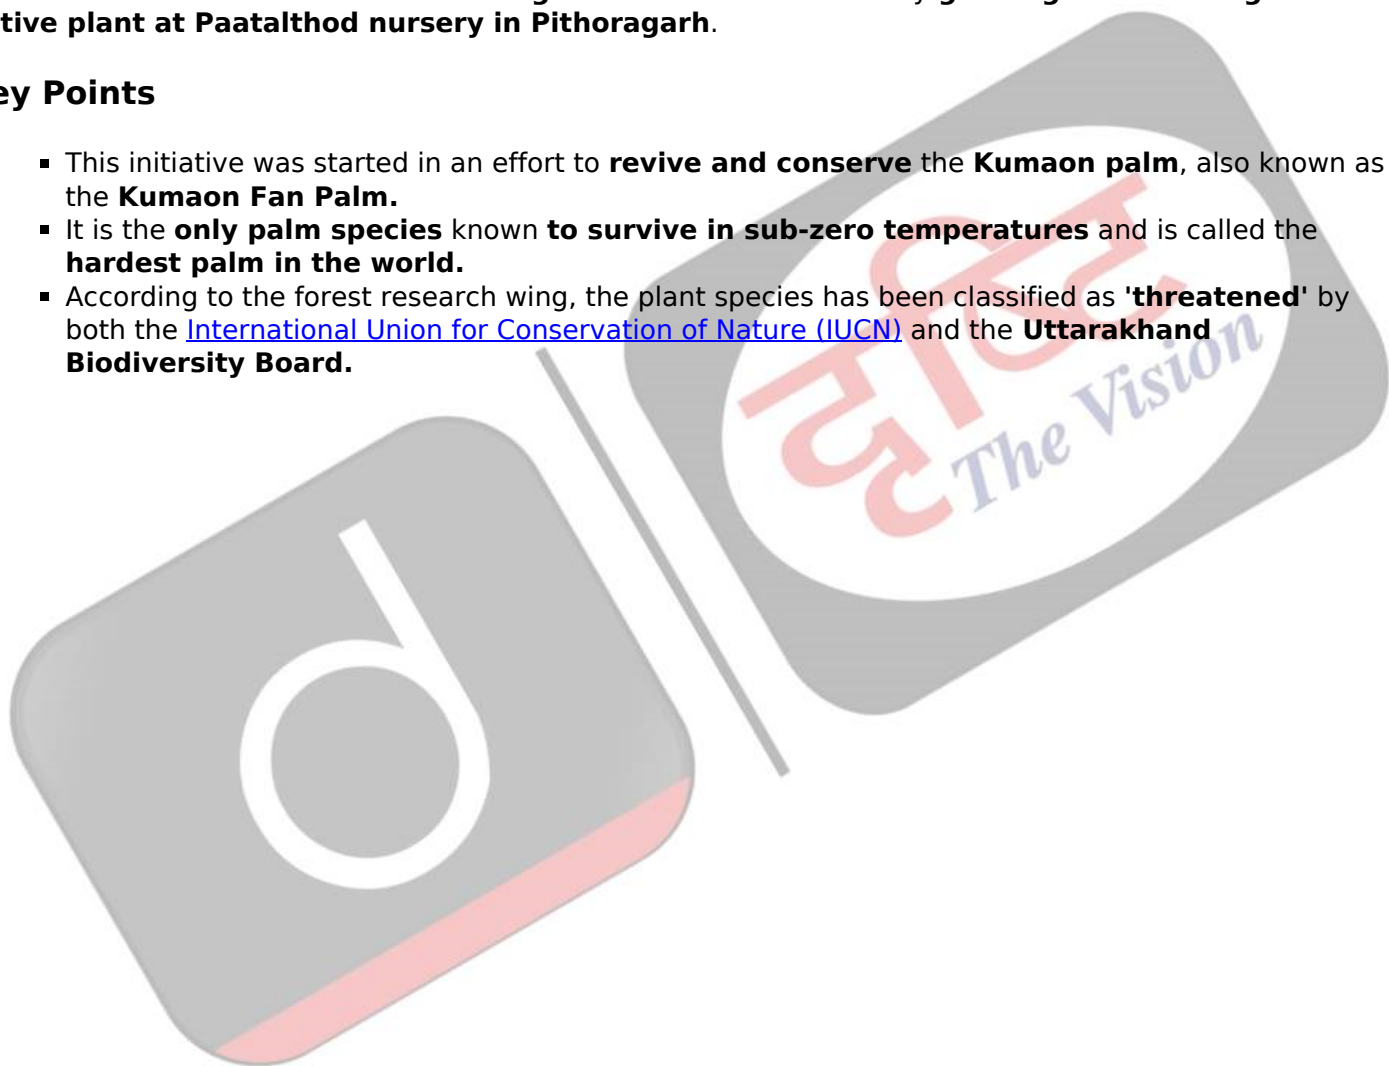 tive plant at Paatalthod nursery in Pithoragarh.
ey Points
▪ This initiative was started in an effort to revive and conserve the Kumaon palm, also known as
the Kumaon Fan Palm.
▪ It is the only palm species known to survive in sub-zero temperatures and is called the
hardest palm in the world.
▪ According to the forest research wing, the plant species has been classified as 'threatened' by
both the International Union for Conservation of Nature (IUCN) and the Uttarakhand
Biodiversity Board.
दृष्टि
The Vision
d